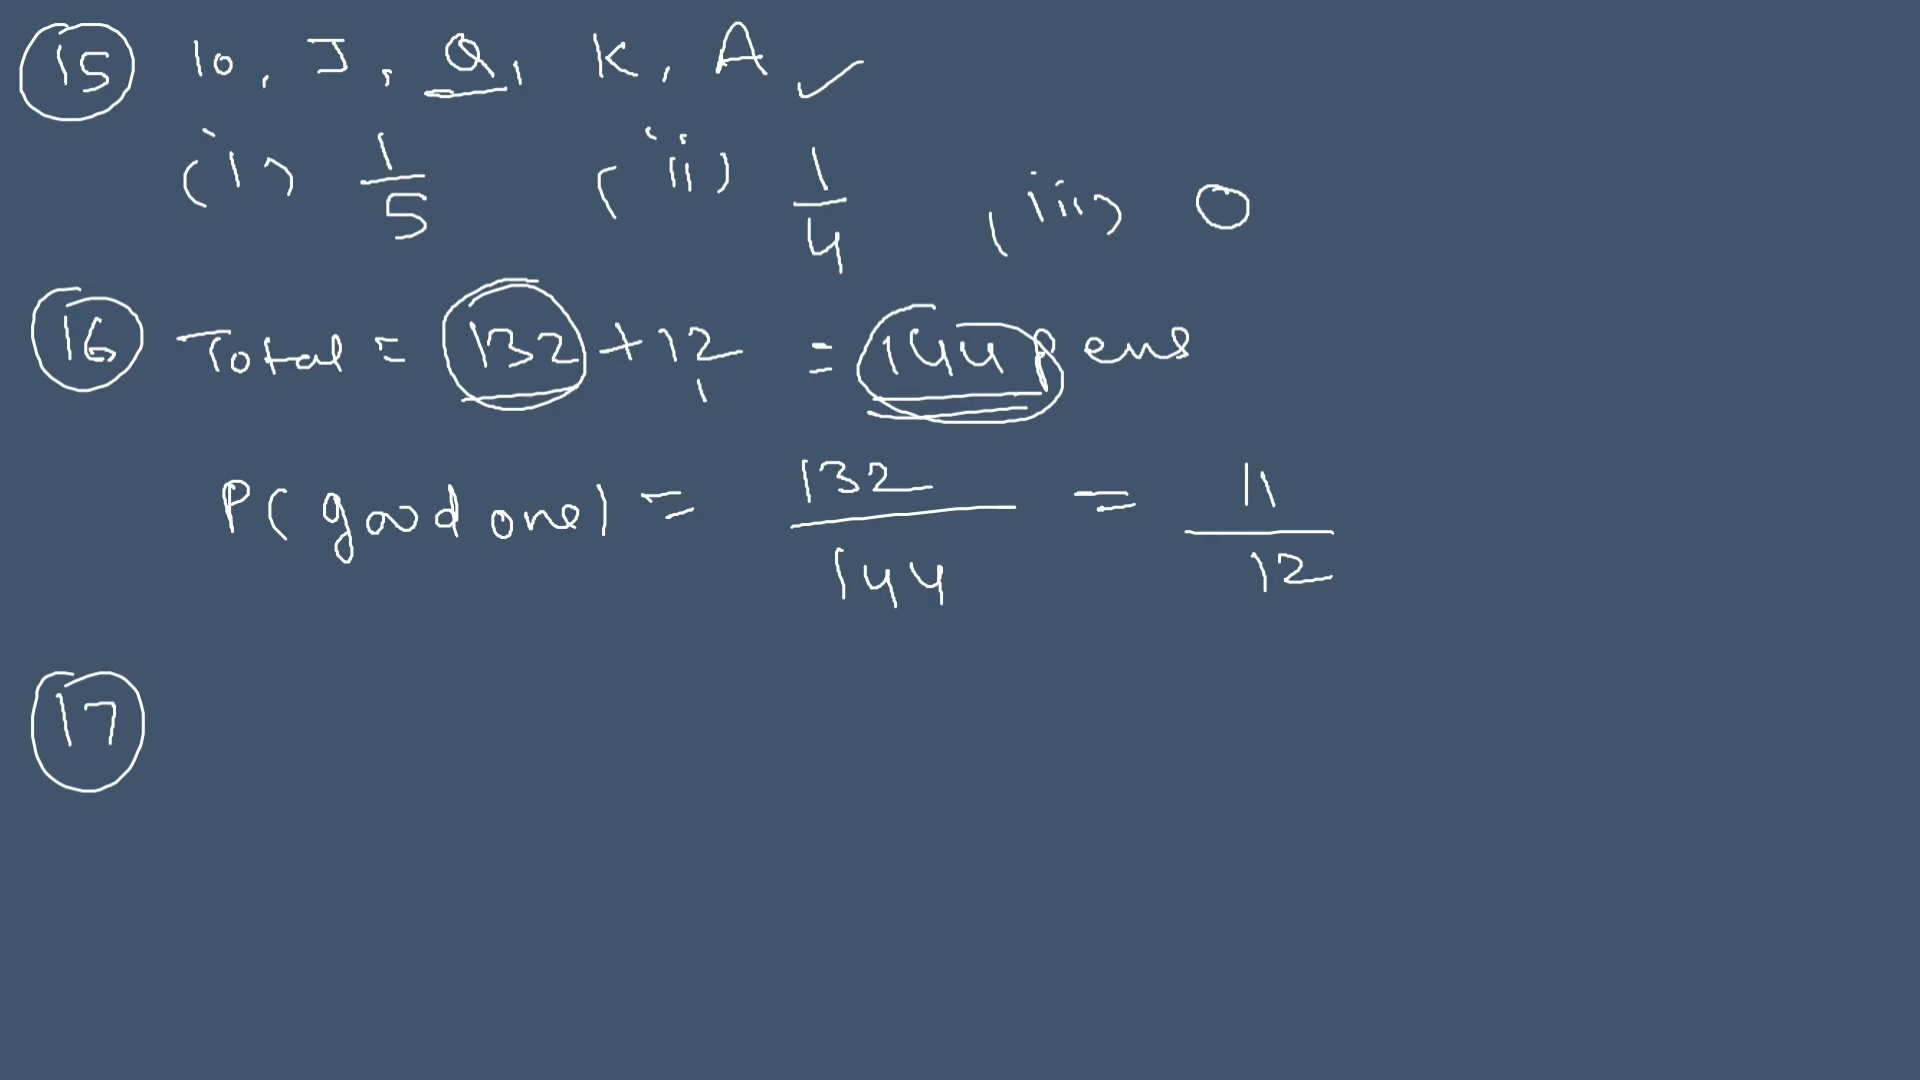 15 10, J, Q, K, A ✓
(i) 1/5 (ii) 1/4 (iii) 0
16 Total = 132 + 12 = 144 pens
P(good one) = 132/144 = 11/12
17